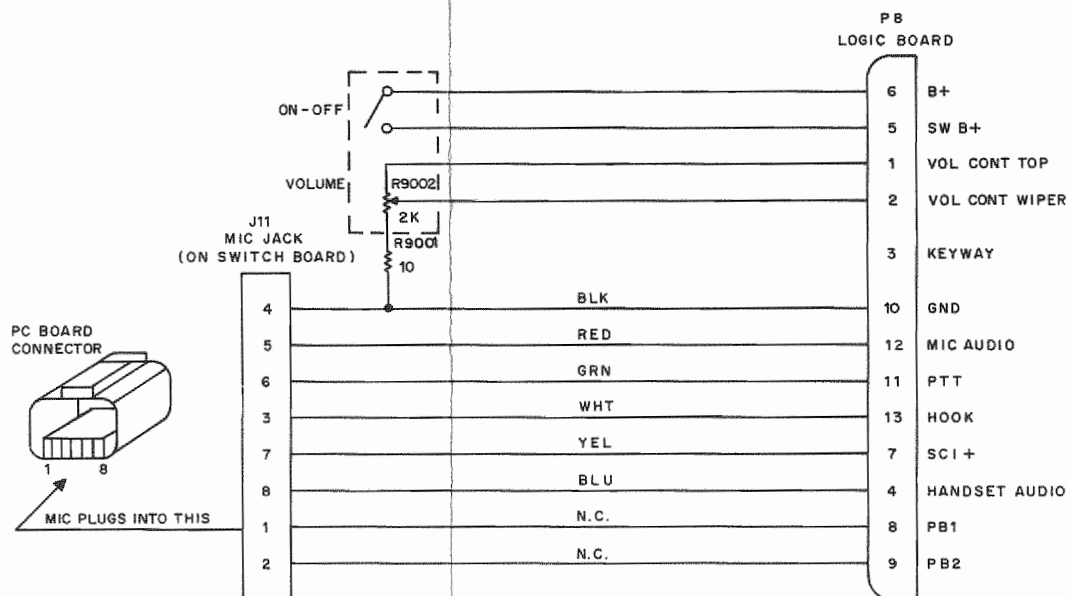 P8
LOGIC BOARD
6 B+
ON-OFF
5 SW B+
1 VOL CONT TOP
VOLUME R9002
2 VOL CONT WIPER
2K
J11
MIC JACK
(ON SWITCH BOARD)
R9001
10
3 KEYWAY
4 BLK 10 GND
PC BOARD
CONNECTOR
5 RED 12 MIC AUDIO
6 GRN 11 PTT
3 WHT 13 HOOK
7 YEL 7 SCI+
1 8
8 BLU 4 HANDSET AUDIO
MIC PLUGS INTO THIS
1 N.C. 8 PB1
2 N.C. 9 PB2